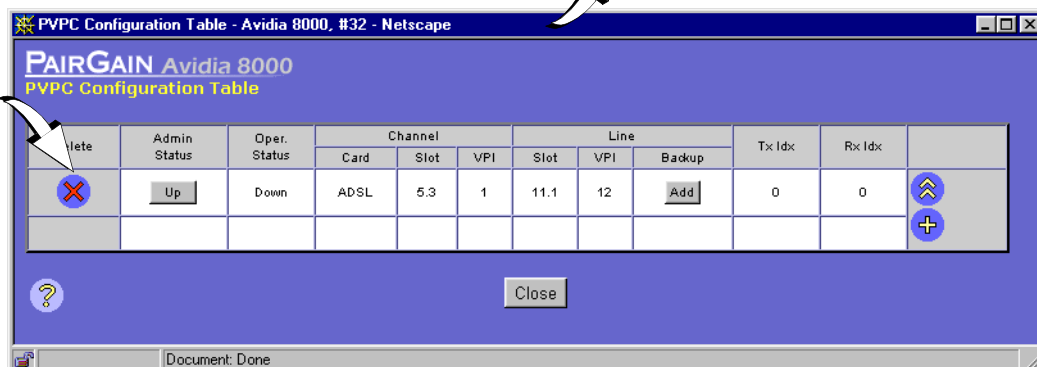 PVPC Configuration Table - Avidia 8000, #32 - Netscape
PAIRGAIN Avidia 8000
PVPC Configuration Table
Admin Status Oper. Status Channel Line Tx Idx Rx Idx
Card Slot VPI Slot VPI Backup
Up Down ADSL 5.3 1 11.1 12 Add 0 0
Close
Document: Done